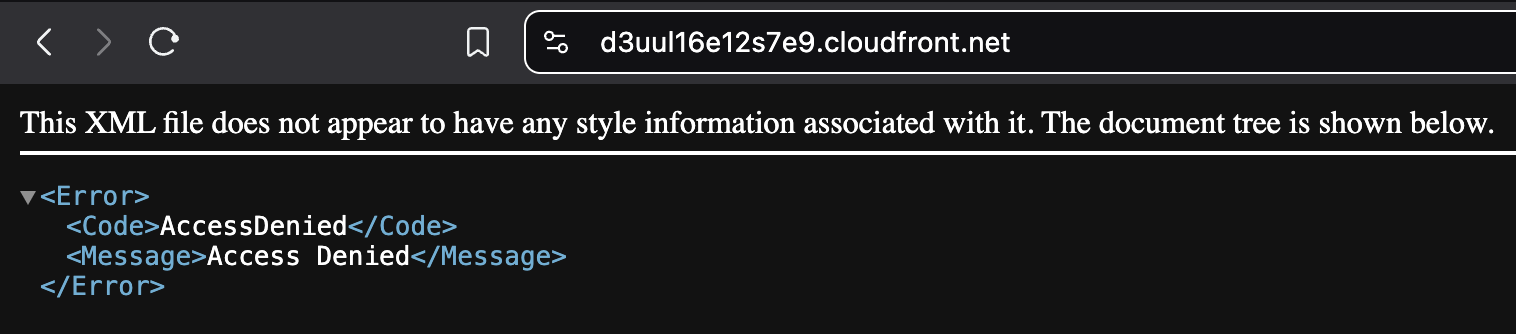 d3uul16e12s7e9.cloudfront.net
This XML file does not appear to have any style information associated with it. The document tree is shown below.
<Error>
<Code>AccessDenied</Code>
<Message>Access Denied</Message>
</Error>